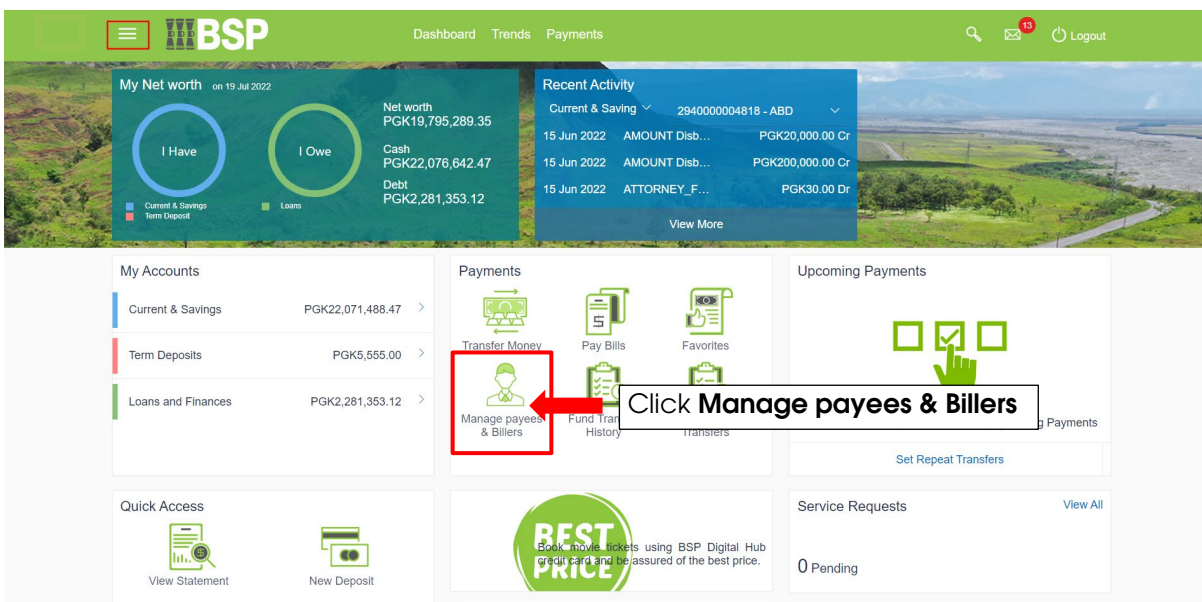 BSP
Dashboard Trends Payments
13
Logout
My Net worth on 19 Jul 2022
I Have
I Owe
Current & Savings
Term Deposit
Loans
Net worth
PGK19,795,289.35
Cash
PGK22,076,642.47
Debt
PGK2,281,353.12
Recent Activity
Current & Saving 2940000004818 - ABD
15 Jun 2022 AMOUNT Disb... PGK20,000.00 Cr
15 Jun 2022 AMOUNT Disb... PGK200,000.00 Cr
15 Jun 2022 ATTORNEY_F... PGK30.00 Dr
View More
My Accounts
Current & Savings PGK22,071,488.47
Term Deposits PGK5,555.00
Loans and Finances PGK2,281,353.12
Payments
Transfer Money
Pay Bills
Favorites
Manage payees
& Billers
Fund Tran
History
Transfers
Click Manage payees & Billers
Upcoming Payments
g Payments
Set Repeat Transfers
Quick Access
View Statement
New Deposit
BEST
PRICE
Book movie tickets using BSP Digital Hub
credit card and be assured of the best price.
Service Requests
View All
0 Pending